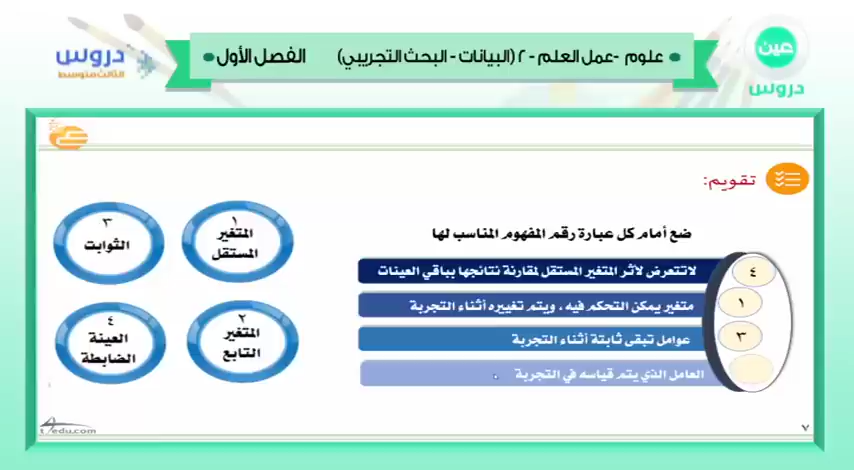 عين
دروس
علوم - عمل العلم - ٢ (البيانات - البحث التجريبي) الفصل الأول
دروس
الثالث متوسط
تقويم:
ضع أمام كل عبارة رقم المفهوم المناسب لها
٤ لا تتعرض لأثر المتغير المستقل لمقارنة نتائجها بباقي العينات
١ متغير يمكن التحكم فيه ، ويتم تغييره أثناء التجربة
٣ عوامل تبقى ثابتة أثناء التجربة
العامل الذي يتم قياسه في التجربة
١
المتغير
المستقل
٣
الثوابت
٢
المتغير
التابع
٤
العينة
الضابطة
٧
t4edu.com